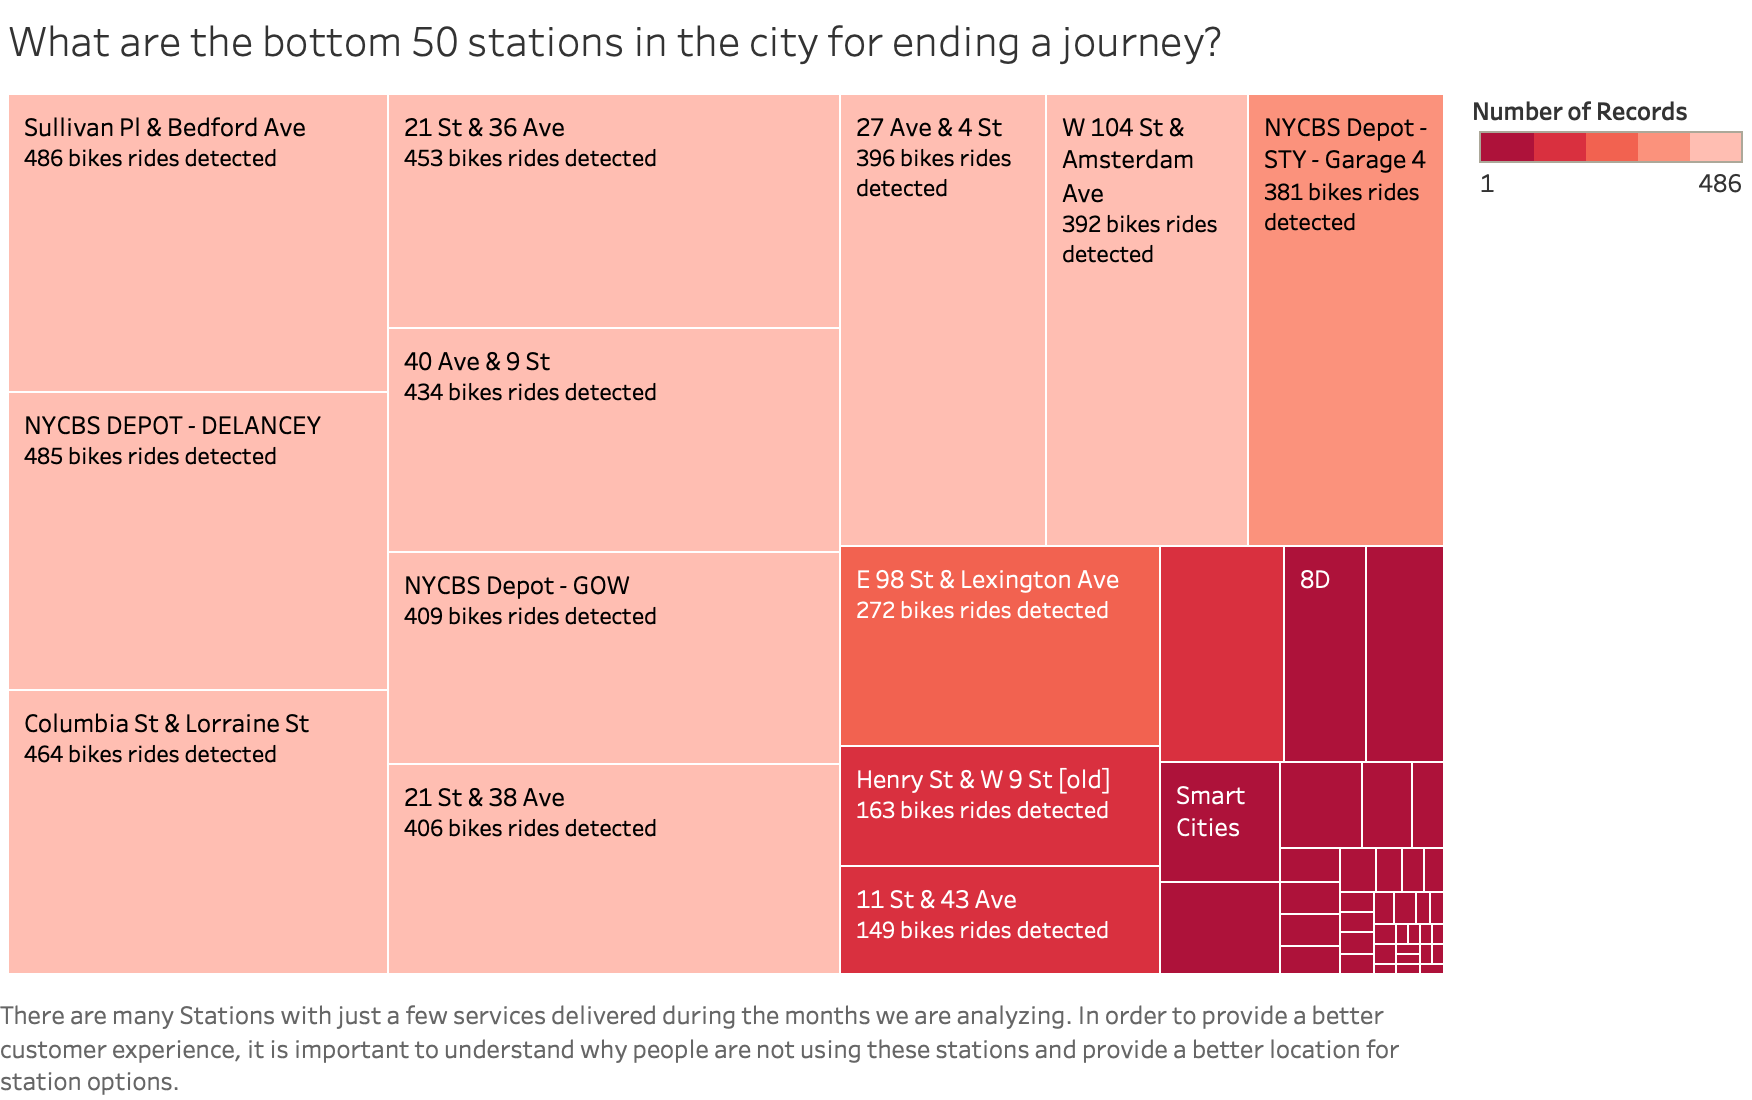 What are the bottom 50 stations in the city for ending a journey?
Sullivan Pl & Bedford Ave
486 bikes rides detected
NYCBS DEPOT - DELANCEY
485 bikes rides detected
Columbia St & Lorraine St
464 bikes rides detected
21 St & 36 Ave
453 bikes rides detected
40 Ave & 9 St
434 bikes rides detected
NYCBS Depot - GOW
409 bikes rides detected
21 St & 38 Ave
406 bikes rides detected
27 Ave & 4 St
396 bikes rides
detected
W 104 St &
Amsterdam
Ave
392 bikes rides
detected
NYCBS Depot -
STY - Garage 4
381 bikes rides
detected
E 98 St & Lexington Ave
272 bikes rides detected
Henry St & W 9 St [old]
163 bikes rides detected
11 St & 43 Ave
149 bikes rides detected
8D
Smart
Cities
Number of Records
1
486
There are many Stations with just a few services delivered during the months we are analyzing. In order to provide a better
customer experience, it is important to understand why people are not using these stations and provide a better location for
station options.